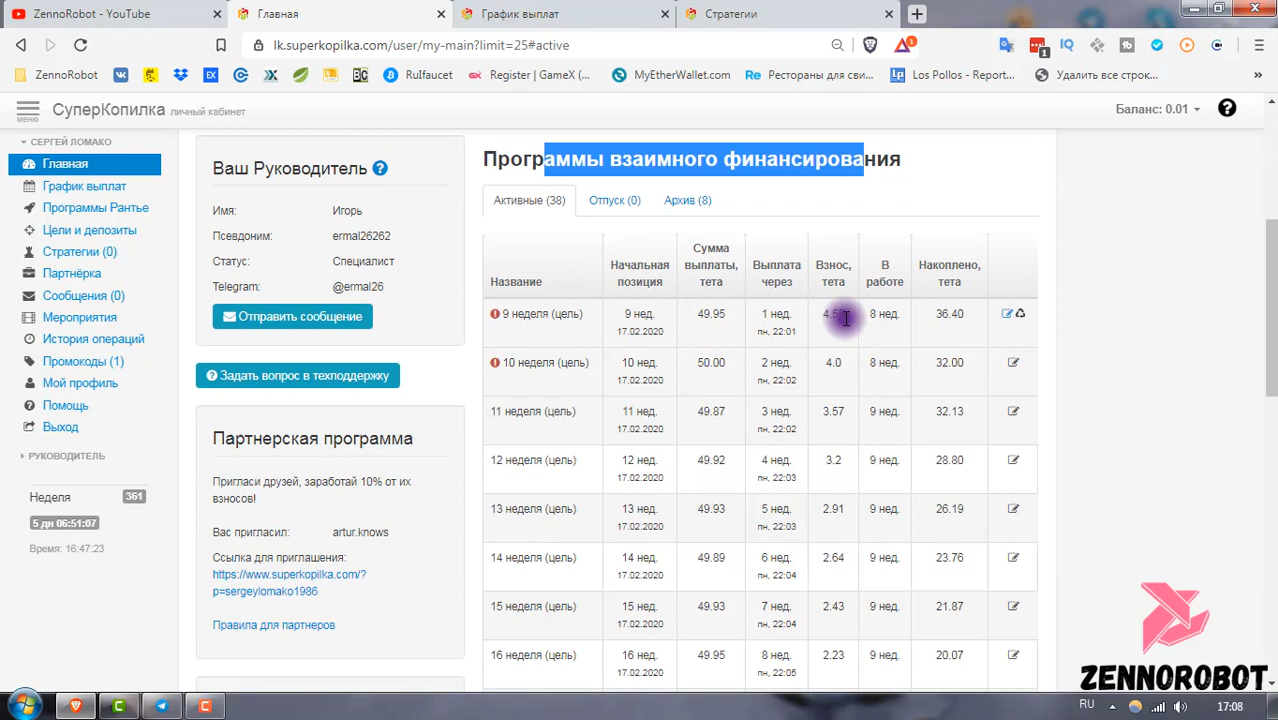 ZennoRobot - YouTube
Главная
График выплат
Стратегии
lk.superkopilka.com/user/my-main?limit=25#active
ZennoRobot
Rulfaucet
Register | GameX (...
MyEtherWallet.com
Рестораны для сви...
Los Pollos - Report...
Удалить все строк...
СуперКопилка личный кабинет
меню
Баланс: 0.01
СЕРГЕЙ ЛОМАКО
Главная
График выплат
Программы Рантье
Цели и депозиты
Стратегии (0)
Партнёрка
Сообщения (0)
Мероприятия
История операций
Промокоды (1)
Мой профиль
Помощь
Выход
РУКОВОДИТЕЛЬ
Неделя 361
5 дн 06:51:07
Время: 16:47:23
Ваш Руководитель
Имя: Игорь
Псевдоним: ermal26262
Статус: Специалист
Telegram: @ermal26
Отправить сообщение
Задать вопрос в техподдержку
Партнерская программа
Пригласи друзей, заработай 10% от их
взносов!
Вас пригласил: artur.knows
Ссылка для приглашения:
https://www.superkopilka.com/?
p=sergeylomako1986
Правила для партнеров
Программы взаимного финансирования
Активные (38) Отпуск (0) Архив (8)
Название
Начальная
позиция
Сумма
выплаты,
тета
Выплата
через
Взнос,
тета
В
работе
Накоплено,
тета
9 неделя (цель) 9 нед. 49.95 1 нед. 8 нед. 36.40
17.02.2020 пн, 22:01
10 неделя (цель) 10 нед. 50.00 2 нед. 4.0 8 нед. 32.00
17.02.2020 пн, 22:02
11 неделя (цель) 11 нед. 49.87 3 нед. 3.57 9 нед. 32.13
17.02.2020 пн, 22:02
12 неделя (цель) 12 нед. 49.92 4 нед. 3.2 9 нед. 28.80
17.02.2020 пн, 22:03
13 неделя (цель) 13 нед. 49.93 5 нед. 2.91 9 нед. 26.19
17.02.2020 пн, 22:03
14 неделя (цель) 14 нед. 49.89 6 нед. 2.64 9 нед. 23.76
17.02.2020 пн, 22:04
15 неделя (цель) 15 нед. 49.93 7 нед. 2.43 9 нед. 21.87
17.02.2020 пн, 22:04
16 неделя (цель) 16 нед. 49.95 8 нед. 2.23 9 нед. 20.07
17.02.2020 пн, 22:05
ZENNOROBOT
RU 17:08